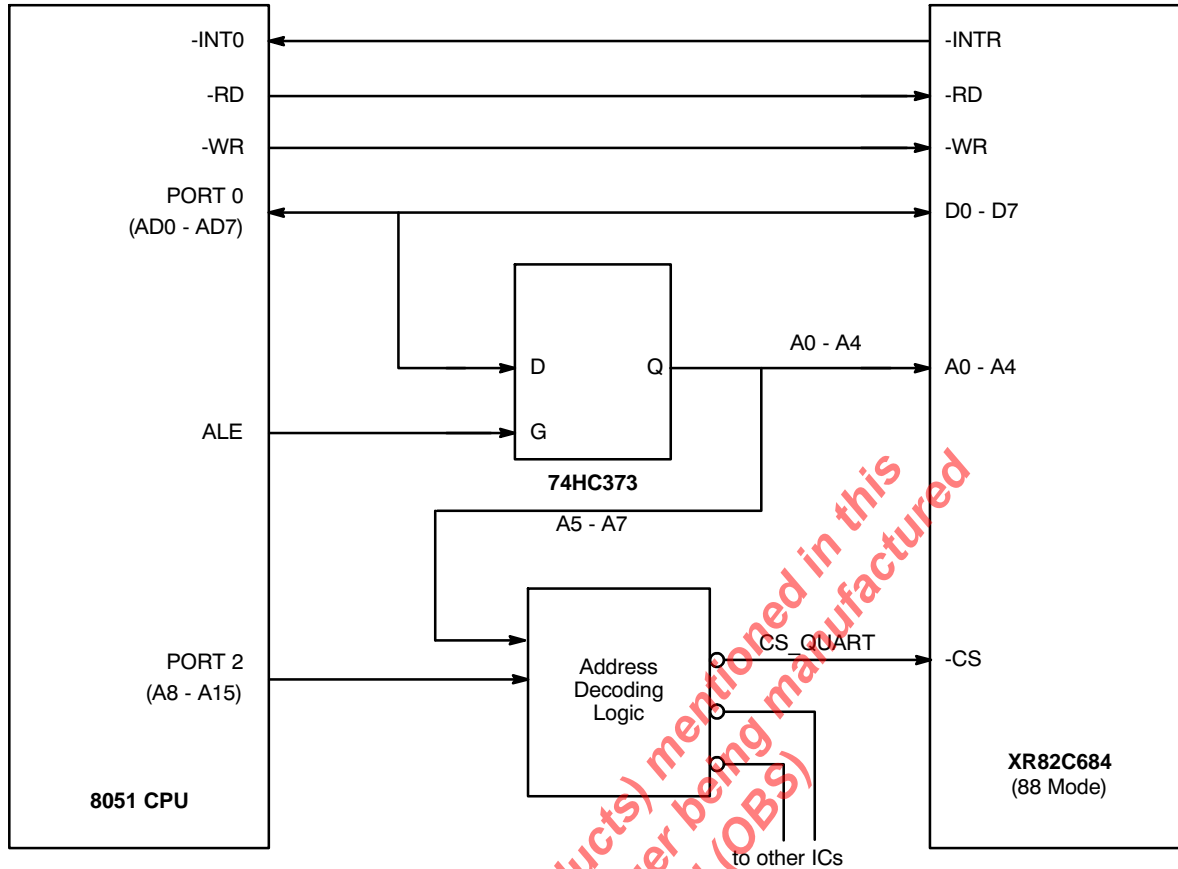 -INT0
-INTR
-RD
-RD
-WR
-WR
PORT 0
(AD0 - AD7)
D0 - D7
D
Q
A0 - A4
A0 - A4
ALE
G
74HC373
A5 - A7
PORT 2
(A8 - A15)
Address
Decoding
Logic
CS_QUART
-CS
8051 CPU
XR82C684
(88 Mode)
to other ICs
mentioned in this
being manufactured
(OBS)